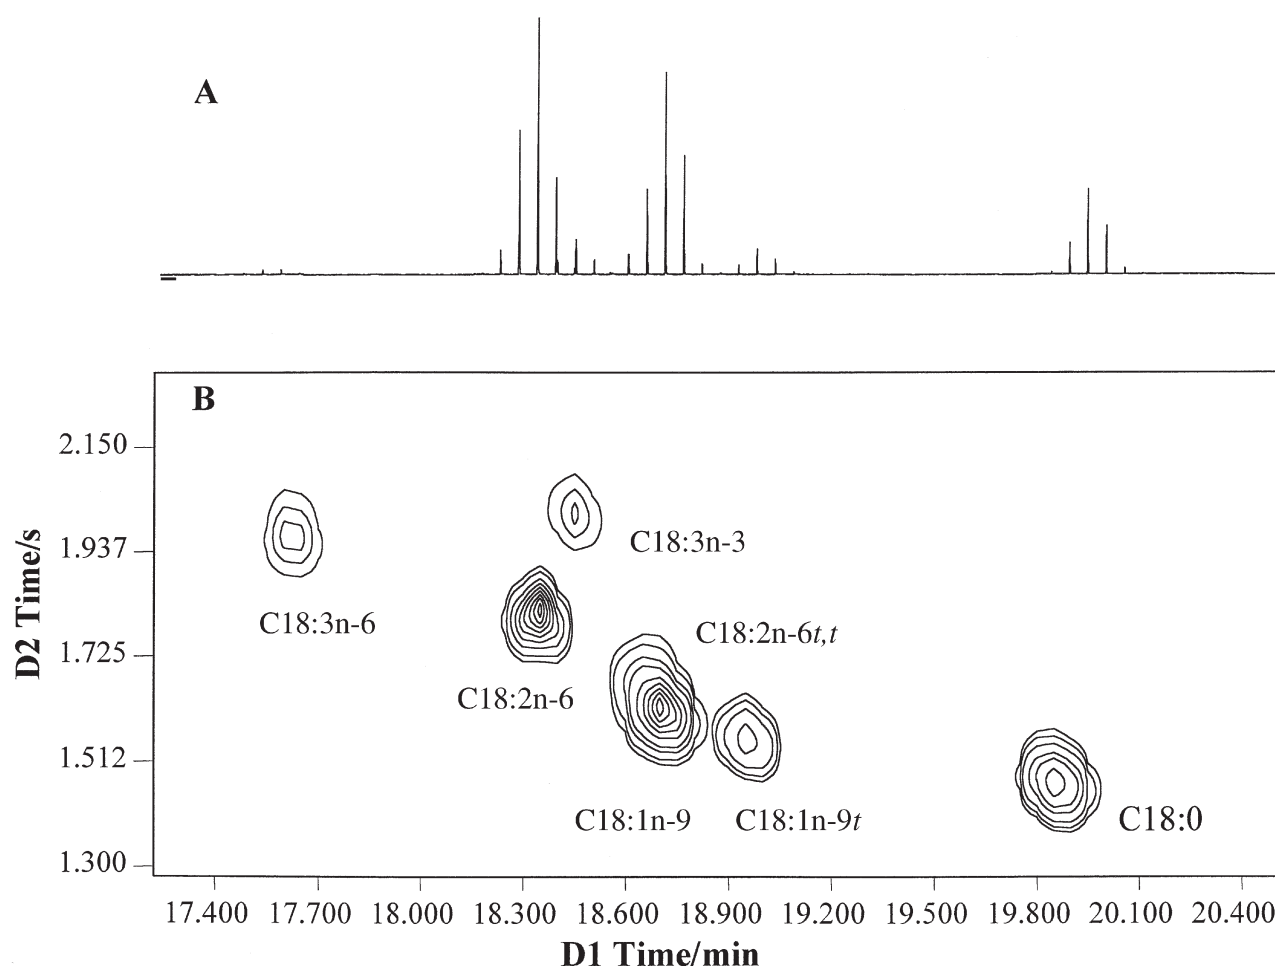 A
B
2.150
1.937
1.725
1.512
1.300
D2 Time/s
C18:3n-6
C18:3n-3
C18:2n-6
C18:2n-6t,t
C18:1n-9
C18:1n-9t
C18:0
17.400 17.700 18.000 18.300 18.600 18.900 19.200 19.500 19.800 20.100 20.400
D1 Time/min